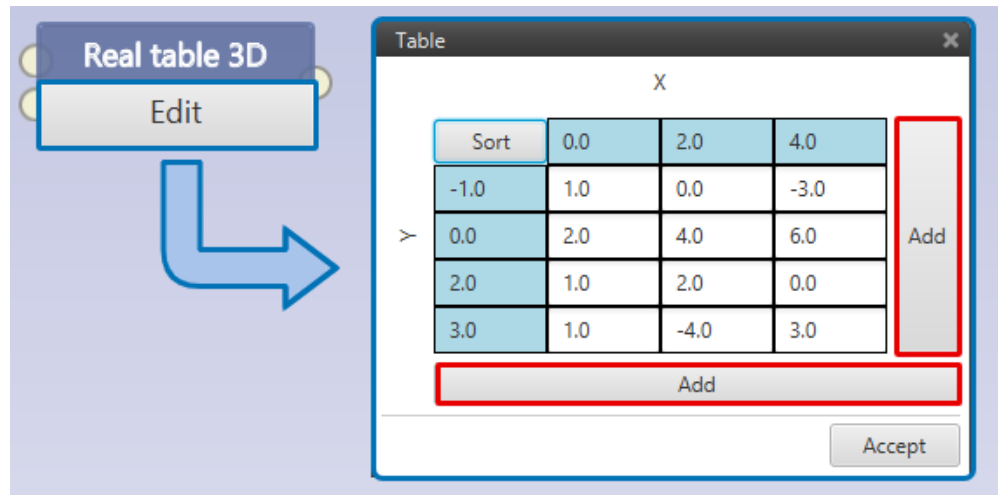 Real table 3D
Edit
Table
X
Sort 0.0 2.0 4.0
-1.0 1.0 0.0 -3.0
Y 0.0 2.0 4.0 6.0 Add
2.0 1.0 2.0 0.0
3.0 1.0 -4.0 3.0
Add
Accept